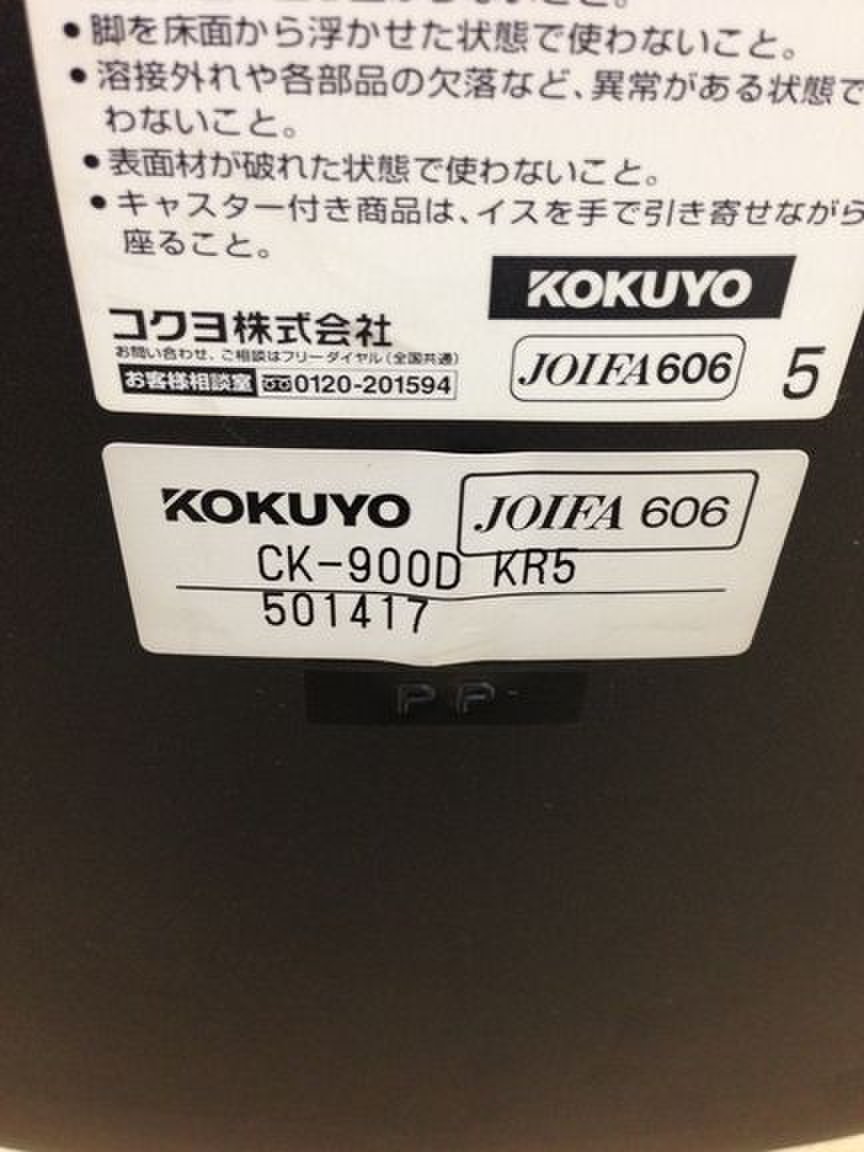 ・脚を床面から浮かせた状態で使わないこと。
・溶接外れや各部品の欠落など、異常がある状態で
わないこと。
・表面材が破れた状態で使わないこと。
・キャスター付き商品は、イスを手で引き寄せながら
座ること。
KOKUYO
コクヨ株式会社
お問い合わせ、ご相談はフリーダイヤル(全国共通)
お客様相談室 0120-201594
JOIFA606 5
KOKUYO JOIFA 606
CK-900D KR5
501417
PP